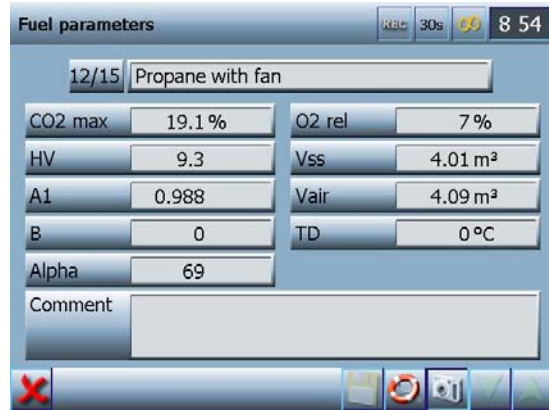 Fuel parameters REC 30s 8 54
12/15 Propane with fan
CO2 max 19.1% O2 rel 7%
HV 9.3 Vss 4.01 m³
A1 0.988 Vair 4.09 m³
B 0 TD 0°C
Alpha 69
Comment